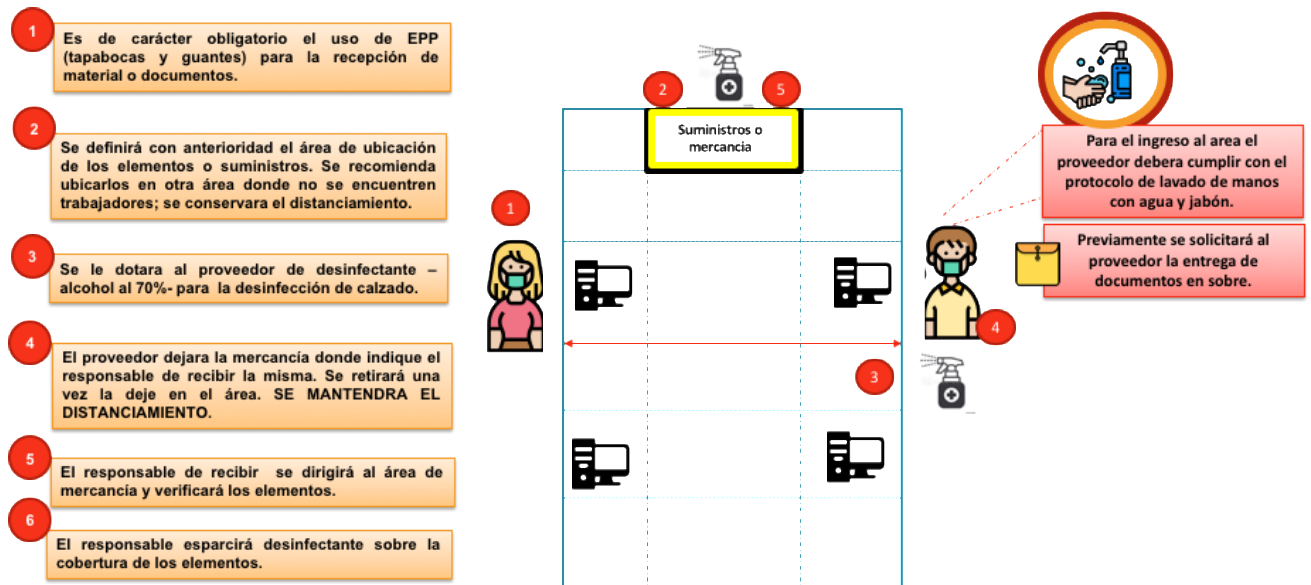 1
Es de carácter obligatorio el uso de EPP
(tapabocas y guantes) para la recepción de
material o documentos.
2
Se definirá con anterioridad el área de ubicación
de los elementos o suministros. Se recomienda
ubicarlos en otra área donde no se encuentren
trabajadores; se conservara el distanciamiento.
3
Se le dotara al proveedor de desinfectante –
alcohol al 70%- para la desinfección de calzado.
4
El proveedor dejara la mercancía donde indique el
responsable de recibir la misma. Se retirará una
vez la deje en el área. SE MANTENDRA EL
DISTANCIAMIENTO.
5
El responsable de recibir se dirigirá al área de
mercancía y verificará los elementos.
6
El responsable esparcirá desinfectante sobre la
cobertura de los elementos.
2
5
Suministros o
mercancia
1
3
4
Para el ingreso al area el
proveedor debera cumplir con el
protocolo de lavado de manos
con agua y jabón.
Previamente se solicitará al
proveedor la entrega de
documentos en sobre.